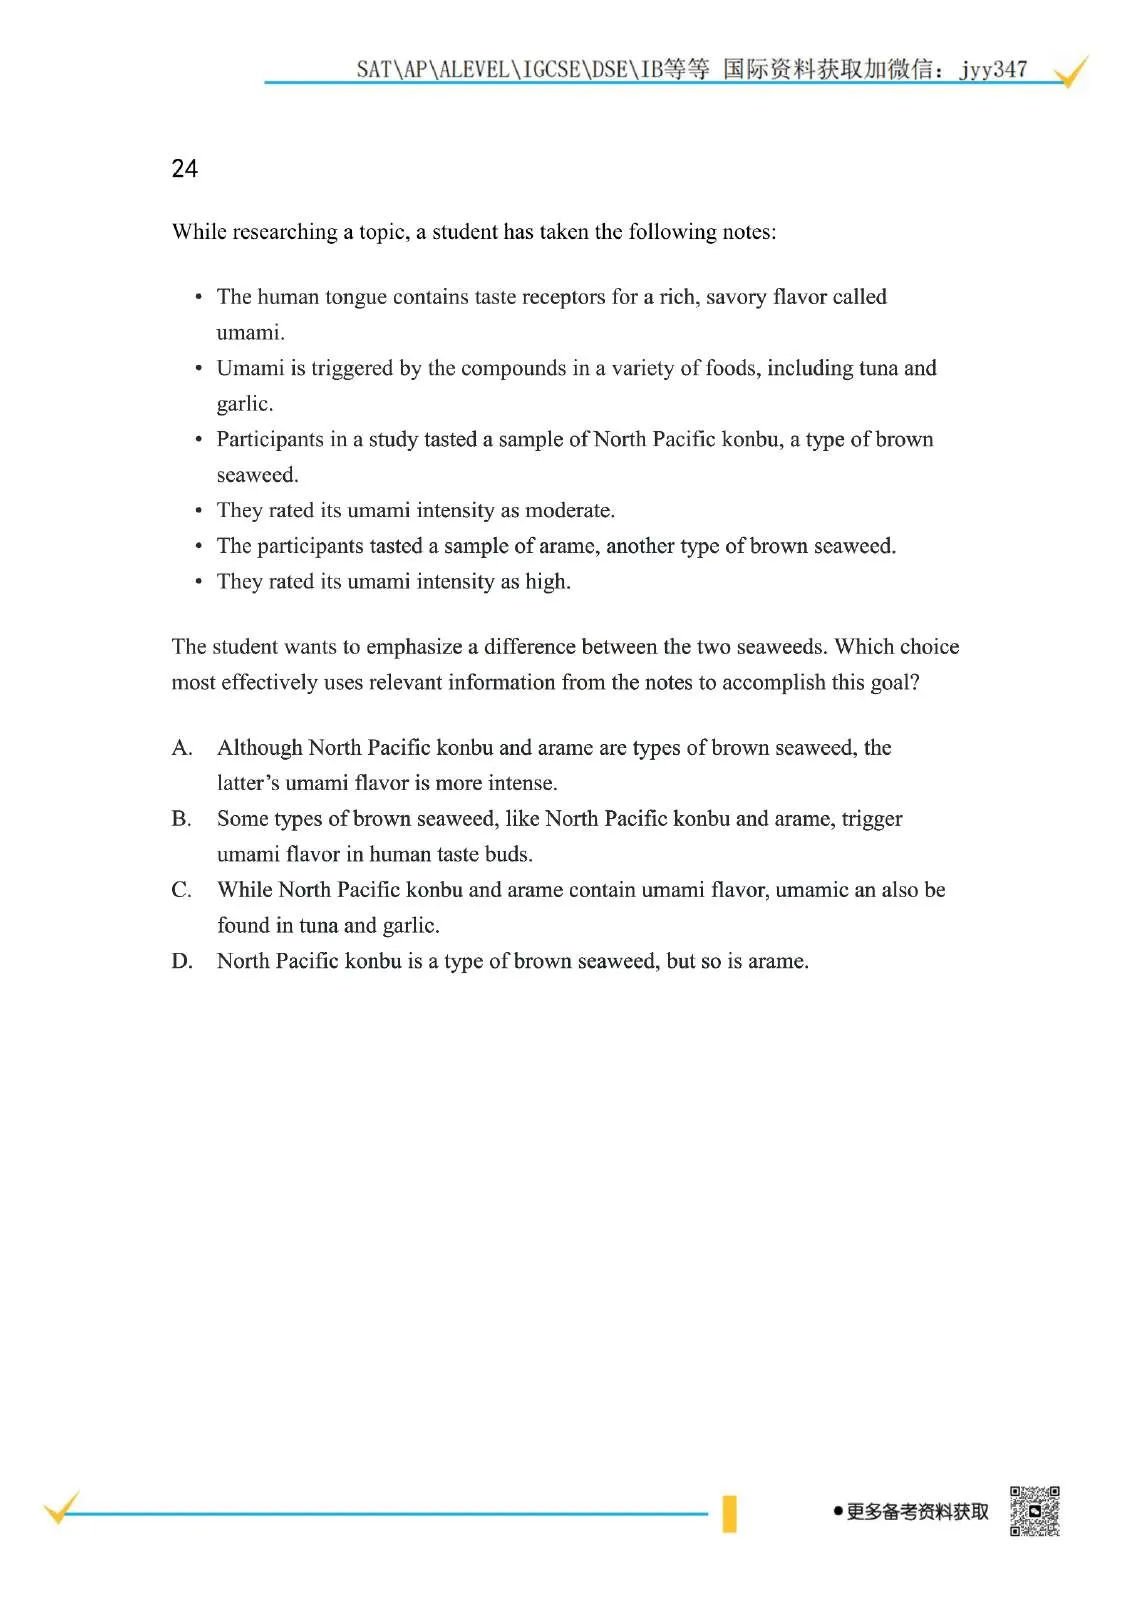 SAT\AP\ALEVEL\IGCSE\DSE\IB等等 国际资料获取加微信：jyy347
24
While researching a topic, a student has taken the following notes:
• The human tongue contains taste receptors for a rich, savory flavor called
umami.
• Umami is triggered by the compounds in a variety of foods, including tuna and
garlic.
• Participants in a study tasted a sample of North Pacific konbu, a type of brown
seaweed.
• They rated its umami intensity as moderate.
• The participants tasted a sample of arame, another type of brown seaweed.
• They rated its umami intensity as high.
The student wants to emphasize a difference between the two seaweeds. Which choice
most effectively uses relevant information from the notes to accomplish this goal?
A. Although North Pacific konbu and arame are types of brown seaweed, the
latter’s umami flavor is more intense.
B. Some types of brown seaweed, like North Pacific konbu and arame, trigger
umami flavor in human taste buds.
C. While North Pacific konbu and arame contain umami flavor, umamic an also be
found in tuna and garlic.
D. North Pacific konbu is a type of brown seaweed, but so is arame.
•更多备考资料获取